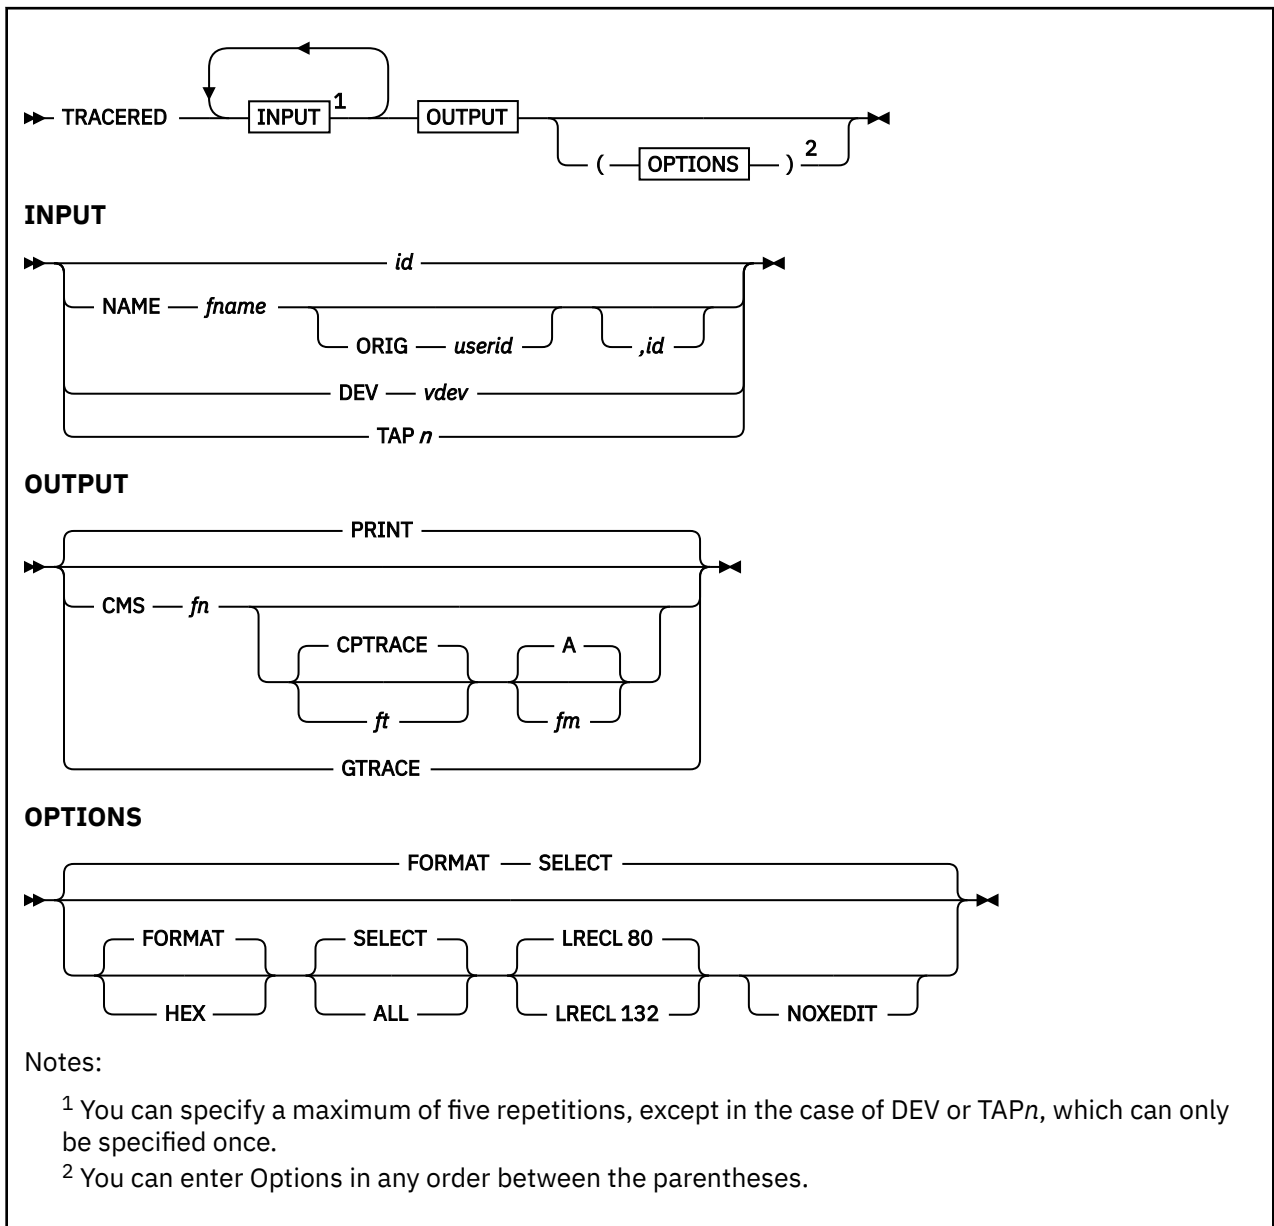 TRACERED INPUT 1 OUTPUT
( OPTIONS ) 2
INPUT
id
NAME fname
ORIG userid ,id
DEV vdev
TAP n
OUTPUT
PRINT
CMS fn
CPTRACE A
ft fm
GTRACE
OPTIONS
FORMAT SELECT
FORMAT SELECT LRECL 80
HEX ALL LRECL 132 NOXEDIT
Notes:
1 You can specify a maximum of five repetitions, except in the case of DEV or TAPn, which can only
be specified once.
2 You can enter Options in any order between the parentheses.